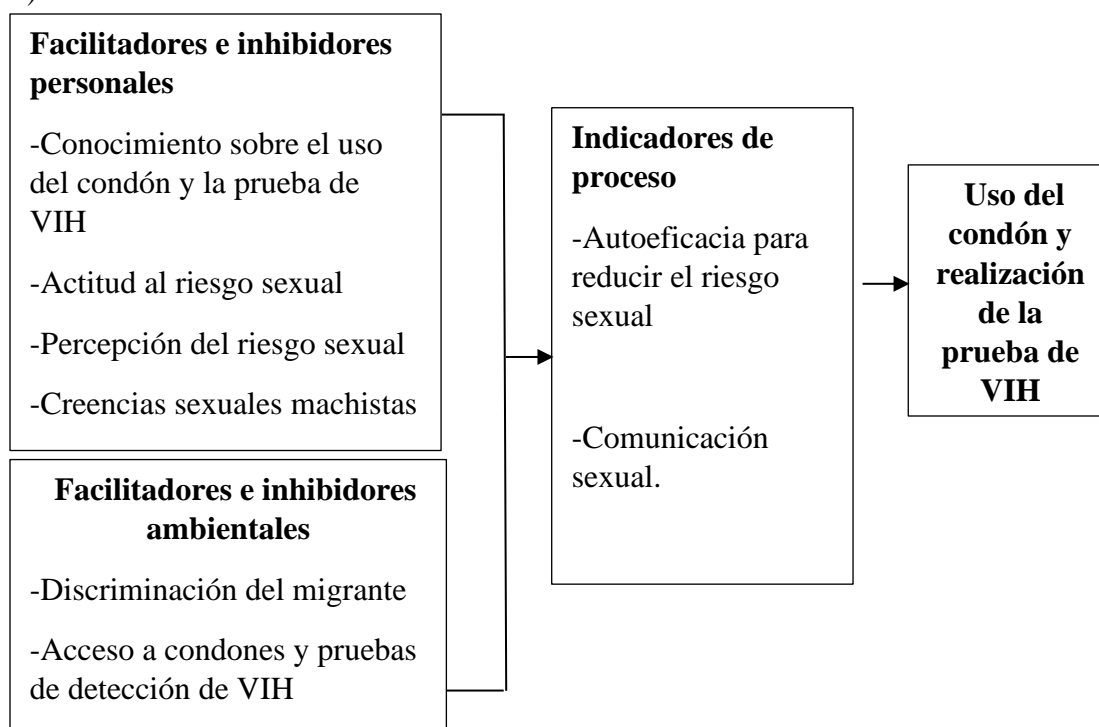 Facilitadores e inhibidores
personales
-Conocimiento sobre el uso
del condón y la prueba de
VIH
-Actitud al riesgo sexual
-Percepción del riesgo sexual
-Creencias sexuales machistas
Facilitadores e inhibidores
ambientales
-Discriminación del migrante
-Acceso a condones y pruebas
de detección de VIH
Indicadores de
proceso
-Autoeficacia para
reducir el riesgo
sexual
-Comunicación
sexual.
Uso del
condón y
realización
de la
prueba de
VIH